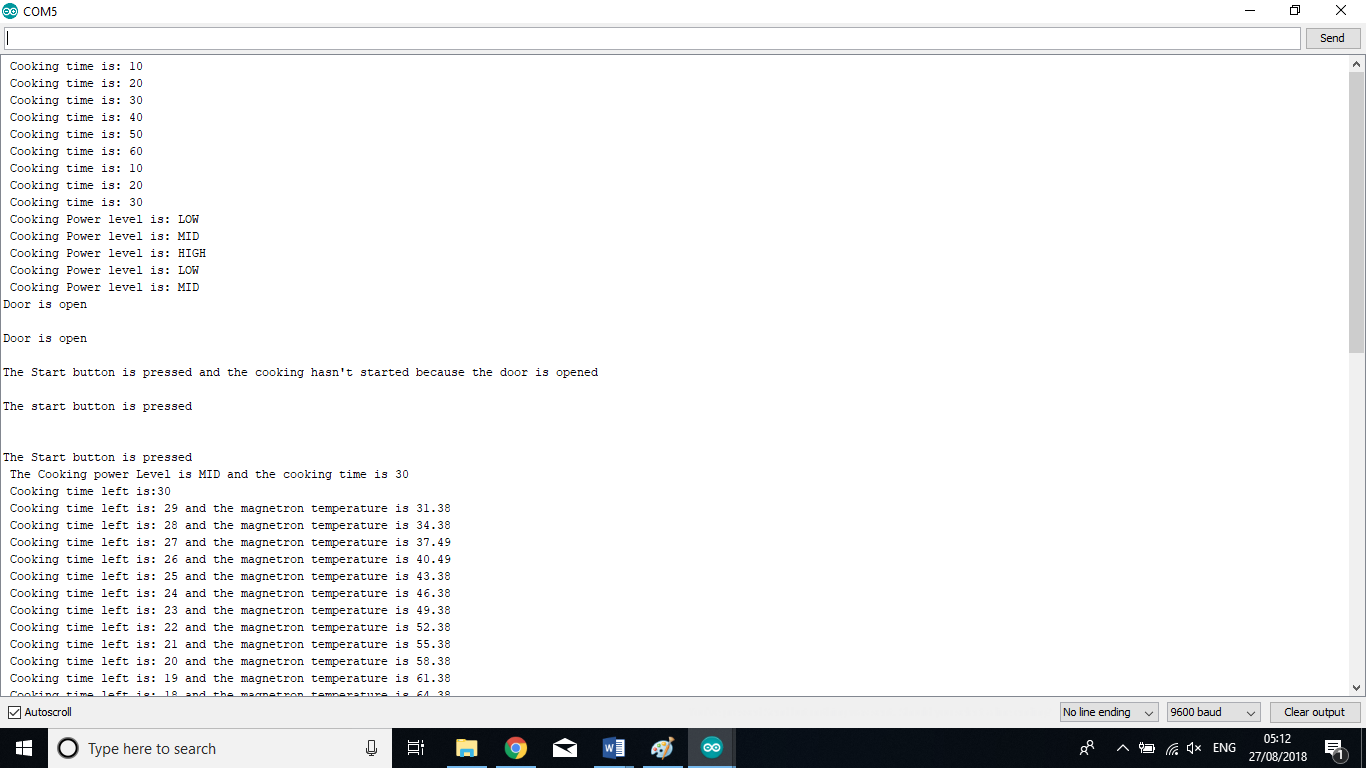 COM5
Send
Cooking time is: 10
Cooking time is: 20
Cooking time is: 30
Cooking time is: 40
Cooking time is: 50
Cooking time is: 60
Cooking time is: 10
Cooking time is: 20
Cooking time is: 30
Cooking Power level is: LOW
Cooking Power level is: MID
Cooking Power level is: HIGH
Cooking Power level is: LOW
Cooking Power level is: MID
Door is open
Door is open
The Start button is pressed and the cooking hasn't started because the door is opened
The start button is pressed
The Start button is pressed
The Cooking power Level is MID and the cooking time is 30
Cooking time left is:30
Cooking time left is: 29 and the magnetron temperature is 31.38
Cooking time left is: 28 and the magnetron temperature is 34.38
Cooking time left is: 27 and the magnetron temperature is 37.49
Cooking time left is: 26 and the magnetron temperature is 40.49
Cooking time left is: 25 and the magnetron temperature is 43.38
Cooking time left is: 24 and the magnetron temperature is 46.38
Cooking time left is: 23 and the magnetron temperature is 49.38
Cooking time left is: 22 and the magnetron temperature is 52.38
Cooking time left is: 21 and the magnetron temperature is 55.38
Cooking time left is: 20 and the magnetron temperature is 58.38
Cooking time left is: 19 and the magnetron temperature is 61.38
Cooking time left is: 18 and the magnetron temperature is 64.38
Autoscroll
No line ending
9600 baud
Clear output
Type here to search
ENG
05:12
27/08/2018
1